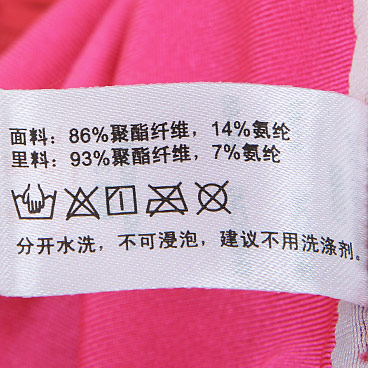 面料：86%聚酯纤维，14%氨纶
里料：93%聚酯纤维，7%氨纶
分开水洗，不可浸泡，建议不用洗涤剂。